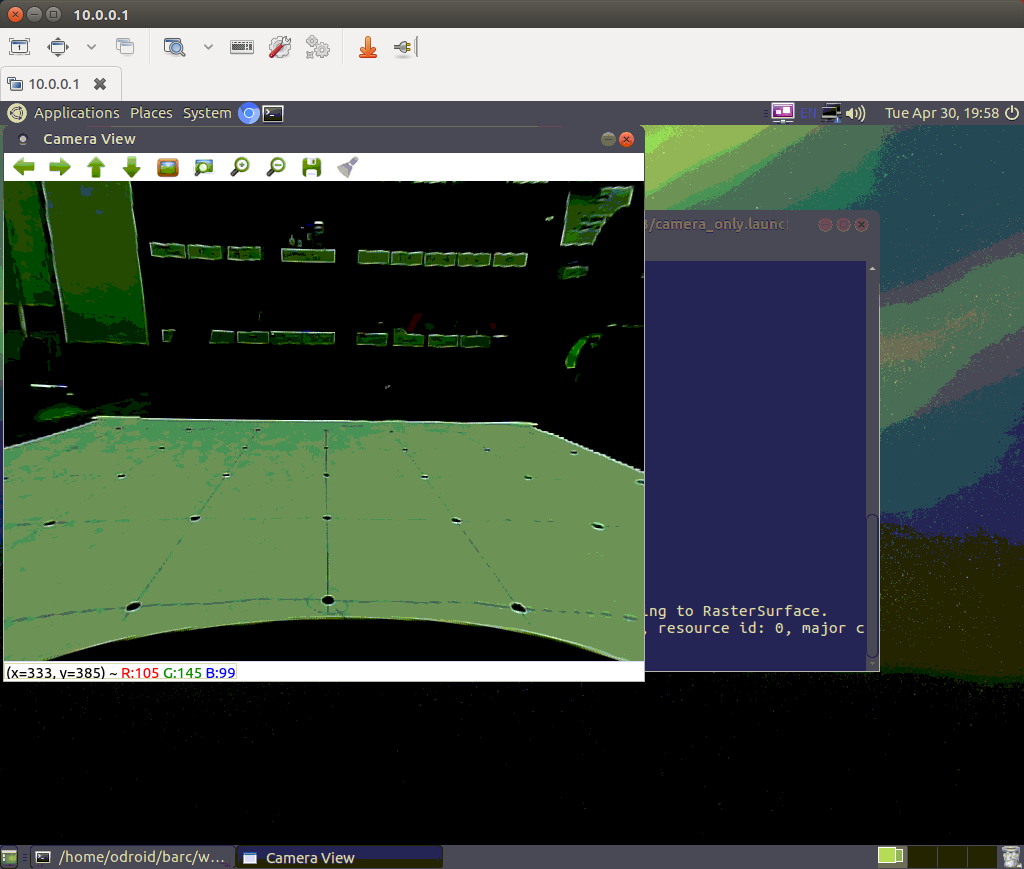 10.0.0.1
1
10.0.0.1
Applications Places System
EN
Tue Apr 30, 19:58
Camera View
/camera_only.launc
ng to RasterSurface.
, resource id: 0, major c
(x=333, y=385) ~ R:105 G:145 B:99
/home/odroid/barc/w...
Camera View